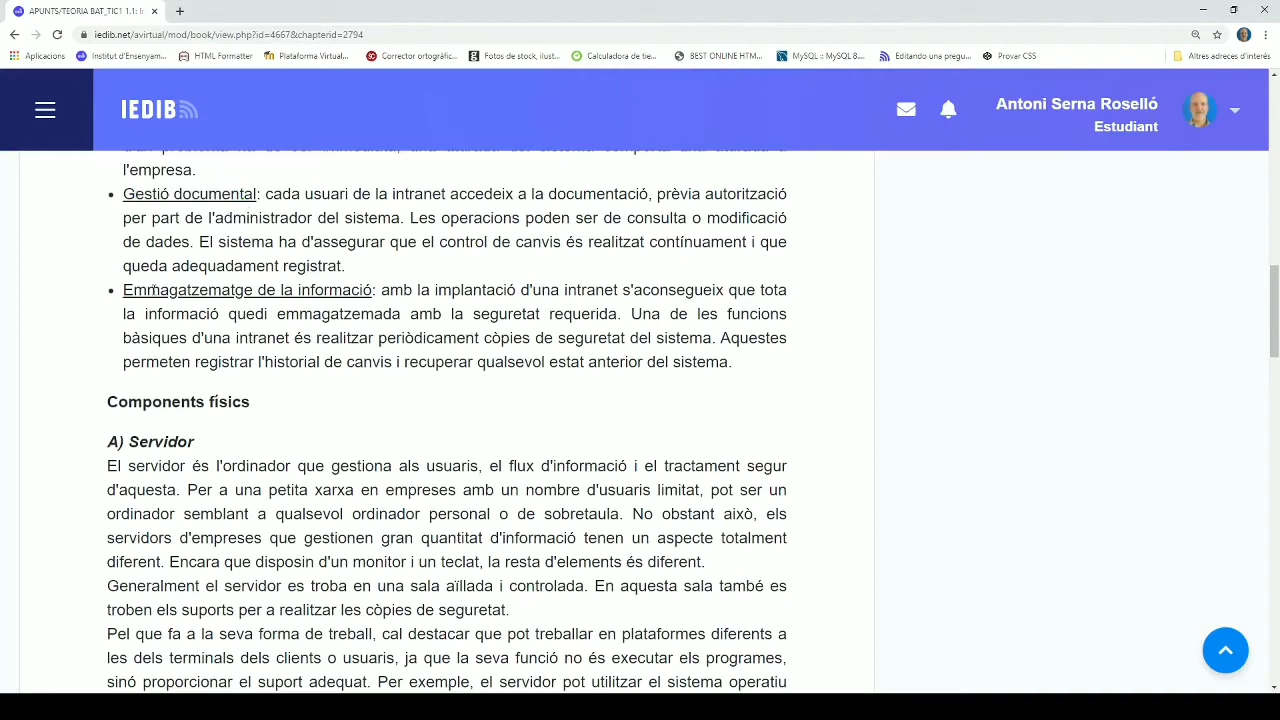 APUNTS/TEORIA BAT_TIC1 1.1: I
iedib.net/avirtual/mod/book/view.php?id=4667&chapterid=2794
Aplicacions Institut d'Ensenyam... HTML Formatter Plataforma Virtual... Corrector ortogràfic... Fotos de stock, ilust... Calculadora de tie... BEST ONLINE HTM... MySQL :: MySQL 8.... Editando una pregu... Provar CSS Altres adreces d'interés
IEDIB
Antoni Serna Roselló
Estudiant
l'empresa.
• Gestió documental: cada usuari de la intranet accedeix a la documentació, prèvia autorització
per part de l'administrador del sistema. Les operacions poden ser de consulta o modificació
de dades. El sistema ha d'assegurar que el control de canvis és realitzat contínuament i que
queda adequadament registrat.
• Emmagatzematge de la informació: amb la implantació d'una intranet s'aconsegueix que tota
la informació quedi emmagatzemada amb la seguretat requerida. Una de les funcions
bàsiques d'una intranet és realitzar periòdicament còpies de seguretat del sistema. Aquestes
permeten registrar l'historial de canvis i recuperar qualsevol estat anterior del sistema.
Components físics
A) Servidor
El servidor és l'ordinador que gestiona als usuaris, el flux d'informació i el tractament segur
d'aquesta. Per a una petita xarxa en empreses amb un nombre d'usuaris limitat, pot ser un
ordinador semblant a qualsevol ordinador personal o de sobretaula. No obstant això, els
servidors d'empreses que gestionen gran quantitat d'informació tenen un aspecte totalment
diferent. Encara que disposin d'un monitor i un teclat, la resta d'elements és diferent.
Generalment el servidor es troba en una sala aïllada i controlada. En aquesta sala també es
troben els suports per a realitzar les còpies de seguretat.
Pel que fa a la seva forma de treball, cal destacar que pot treballar en plataformes diferents a
les dels terminals dels clients o usuaris, ja que la seva funció no és executar els programes,
sinó proporcionar el suport adequat. Per exemple, el servidor pot utilitzar el sistema operatiu